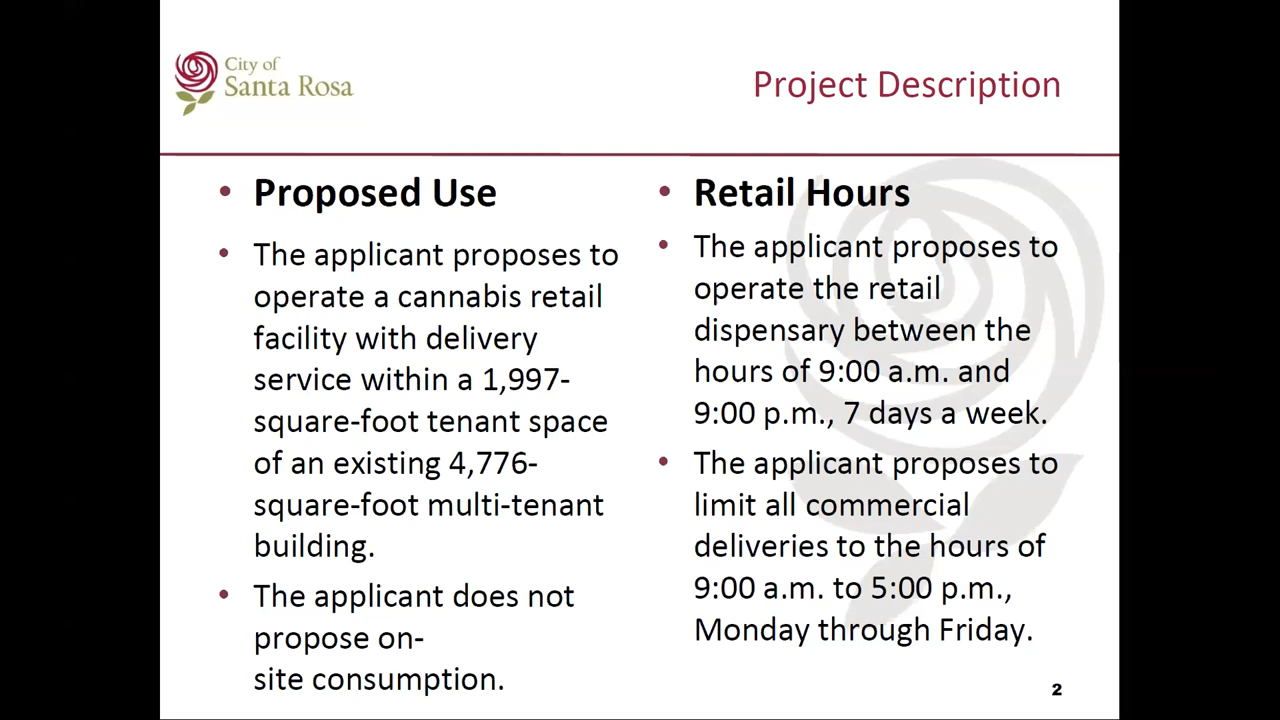 City of
Santa Rosa
Project Description
• Proposed Use
• The applicant proposes to
operate a cannabis retail
facility with delivery
service within a 1,997-
square-foot tenant space
of an existing 4,776-
square-foot multi-tenant
building.
• The applicant does not
propose on-
site consumption.
• Retail Hours
• The applicant proposes to
operate the retail
dispensary between the
hours of 9:00 a.m. and
9:00 p.m., 7 days a week.
• The applicant proposes to
limit all commercial
deliveries to the hours of
9:00 a.m. to 5:00 p.m.,
Monday through Friday.
2